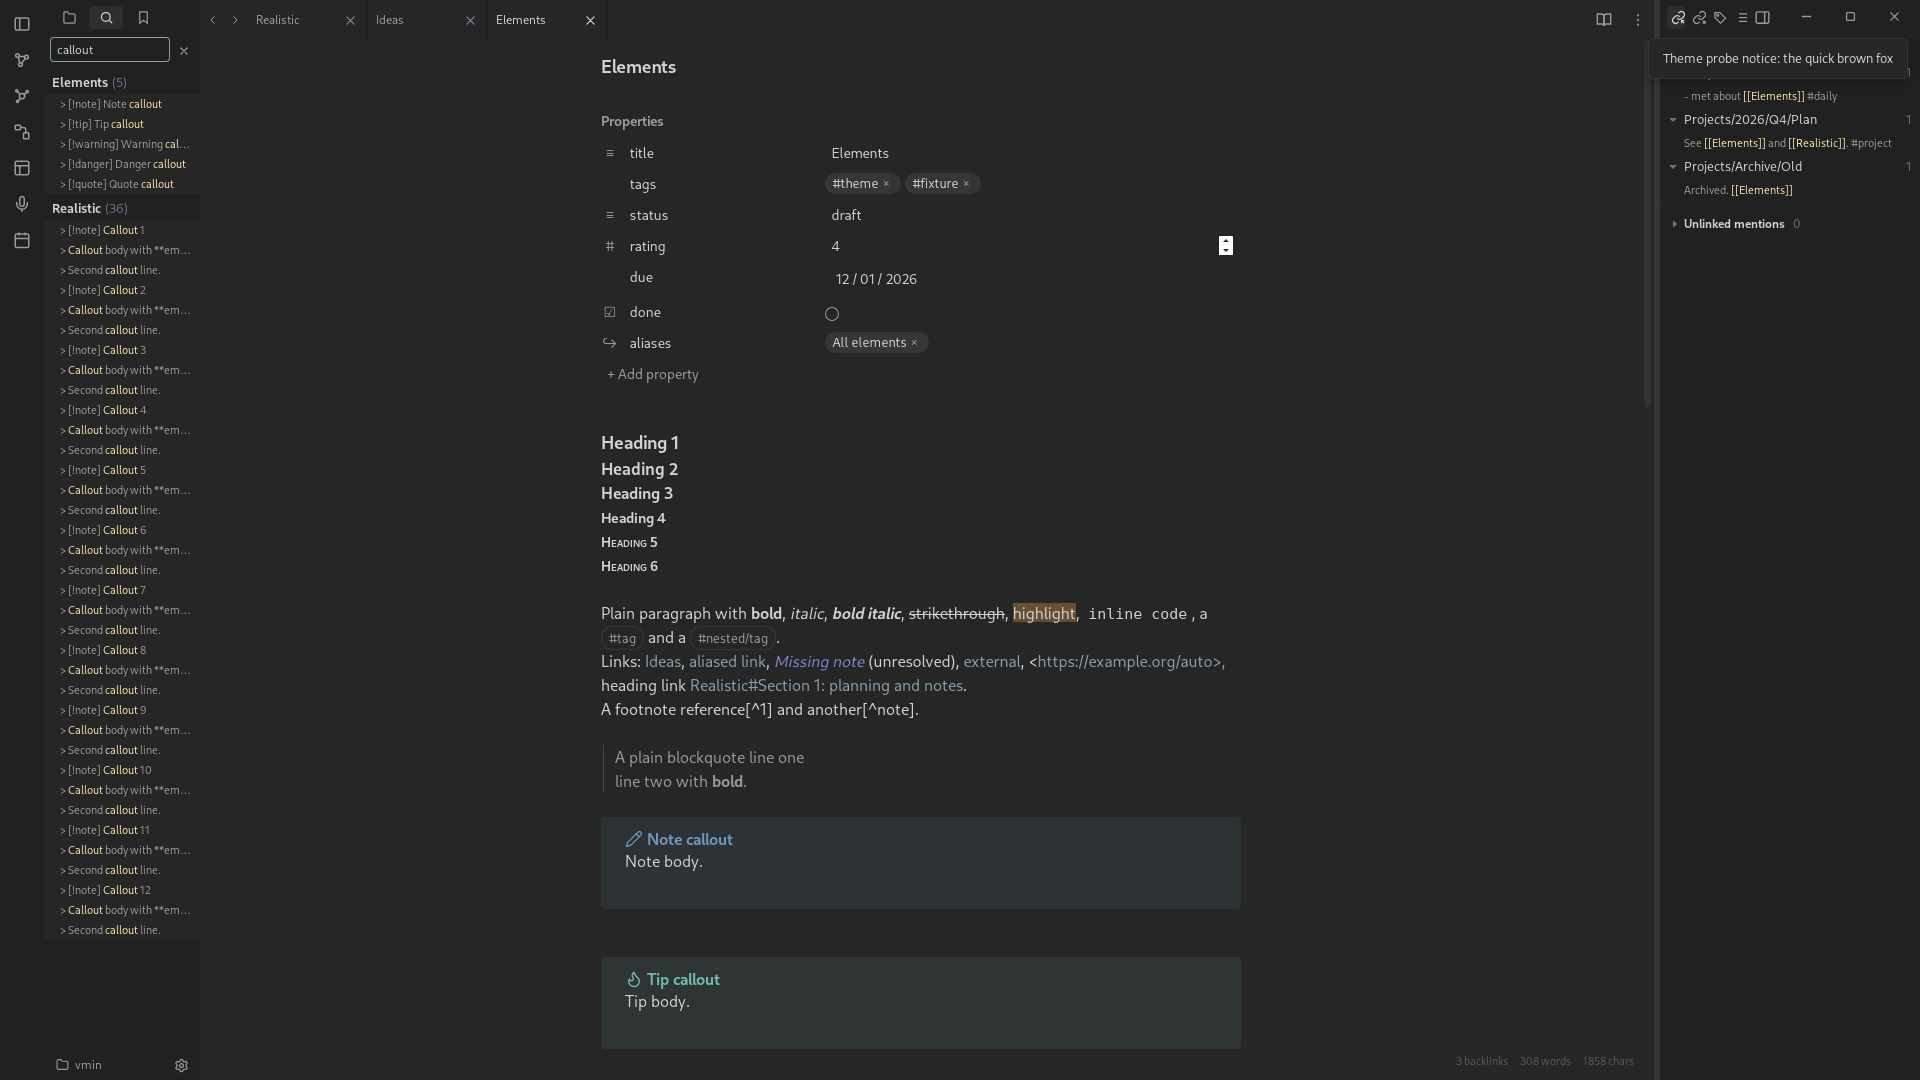 callout
Elements (5)
> [!note] Note callout
> [!tip] Tip callout
> [!warning] Warning cal...
> [!danger] Danger callout
> [!quote] Quote callout
Realistic (36)
> [!note] Callout 1
> Callout body with **em...
> Second callout line.
> [!note] Callout 2
> Callout body with **em...
> Second callout line.
> [!note] Callout 3
> Callout body with **em...
> Second callout line.
> [!note] Callout 4
> Callout body with **em...
> Second callout line.
> [!note] Callout 5
> Callout body with **em...
> Second callout line.
> [!note] Callout 6
> Callout body with **em...
> Second callout line.
> [!note] Callout 7
> Callout body with **em...
> Second callout line.
> [!note] Callout 8
> Callout body with **em...
> Second callout line.
> [!note] Callout 9
> Callout body with **em...
> Second callout line.
> [!note] Callout 10
> Callout body with **em...
> Second callout line.
> [!note] Callout 11
> Callout body with **em...
> Second callout line.
> [!note] Callout 12
> Callout body with **em...
> Second callout line.
vmin
Realistic
Ideas
Elements
Elements
Properties
title Elements
tags #theme × #fixture ×
status draft
rating 4
due 12 / 01 / 2026
done
aliases All elements ×
+ Add property
Heading 1
Heading 2
Heading 3
Heading 4
Heading 5
Heading 6
Plain paragraph with bold, italic, bold italic, strikethrough, highlight, inline code, a
#tag and a #nested/tag.
Links: Ideas, aliased link, Missing note (unresolved), external, <https://example.org/auto>,
heading link Realistic#Section 1: planning and notes.
A footnote reference[^1] and another[^note].
A plain blockquote line one
line two with bold.
Note callout
Note body.
Tip callout
Tip body.
3 backlinks 308 words 1858 chars
Theme probe notice: the quick brown fox
1
- met about [[Elements]] #daily
Projects/2026/Q4/Plan 1
See [[Elements]] and [[Realistic]]. #project
Projects/Archive/Old 1
Archived. [[Elements]]
Unlinked mentions 0